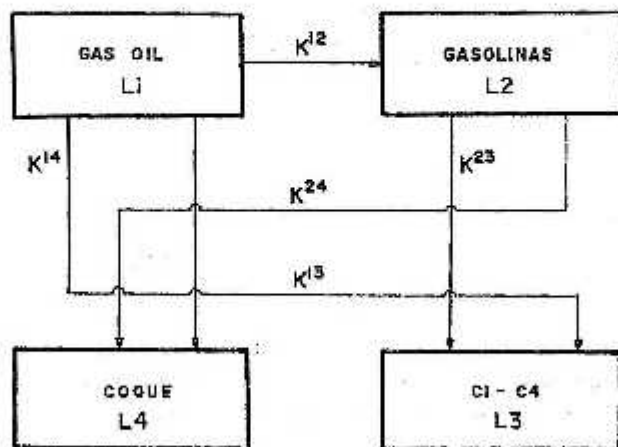 GAS OIL
L1
K12
GASOLINAS
L2
K14
K23
K24
K13
COQUE
L4
C1 - C4
L3